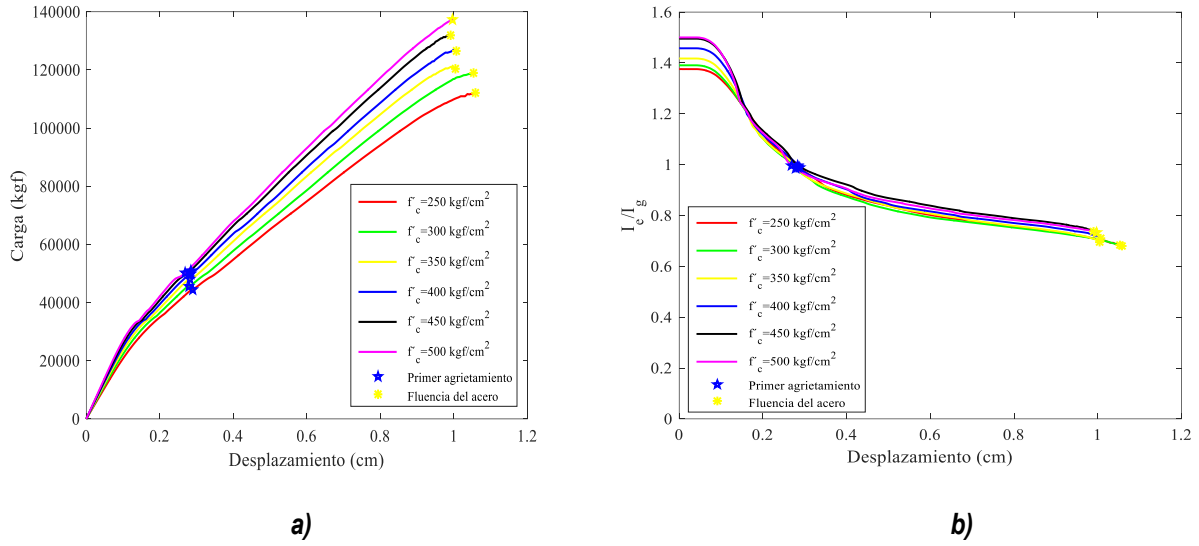 140000
120000
100000
80000
60000
40000
20000
0
0
0.2
0.4
0.6
0.8
1
1.2
Carga (kgf)
Desplazamiento (cm)
f´c=250 kgf/cm2
f´c=300 kgf/cm2
f´c=350 kgf/cm2
f´c=400 kgf/cm2
f´c=450 kgf/cm2
f´c=500 kgf/cm2
Primer agrietamiento
Fluencia del acero
a)
1.6
1.4
1.2
1
0.8
0.6
0.4
0.2
0
0
0.2
0.4
0.6
0.8
1
1.2
Ie/Ig
Desplazamiento (cm)
f´c=250 kgf/cm2
f´c=300 kgf/cm2
f´c=350 kgf/cm2
f´c=400 kgf/cm2
f´c=450 kgf/cm2
f´c=500 kgf/cm2
Primer agrietamiento
Fluencia del acero
b)